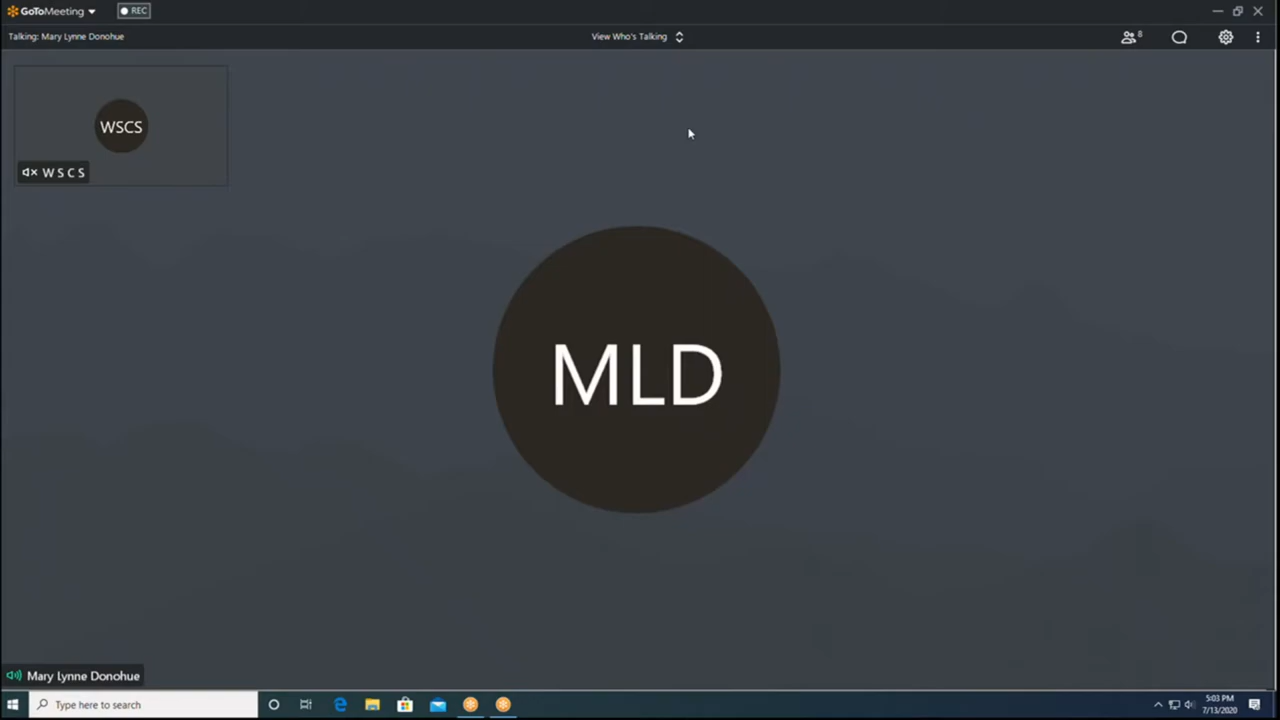 GoToMeeting
REC
Talking: Mary Lynne Donohue
View Who's Talking
8
WSCS
W S C S
MLD
Mary Lynne Donohue
Type here to search
5:03 PM
7/13/2020